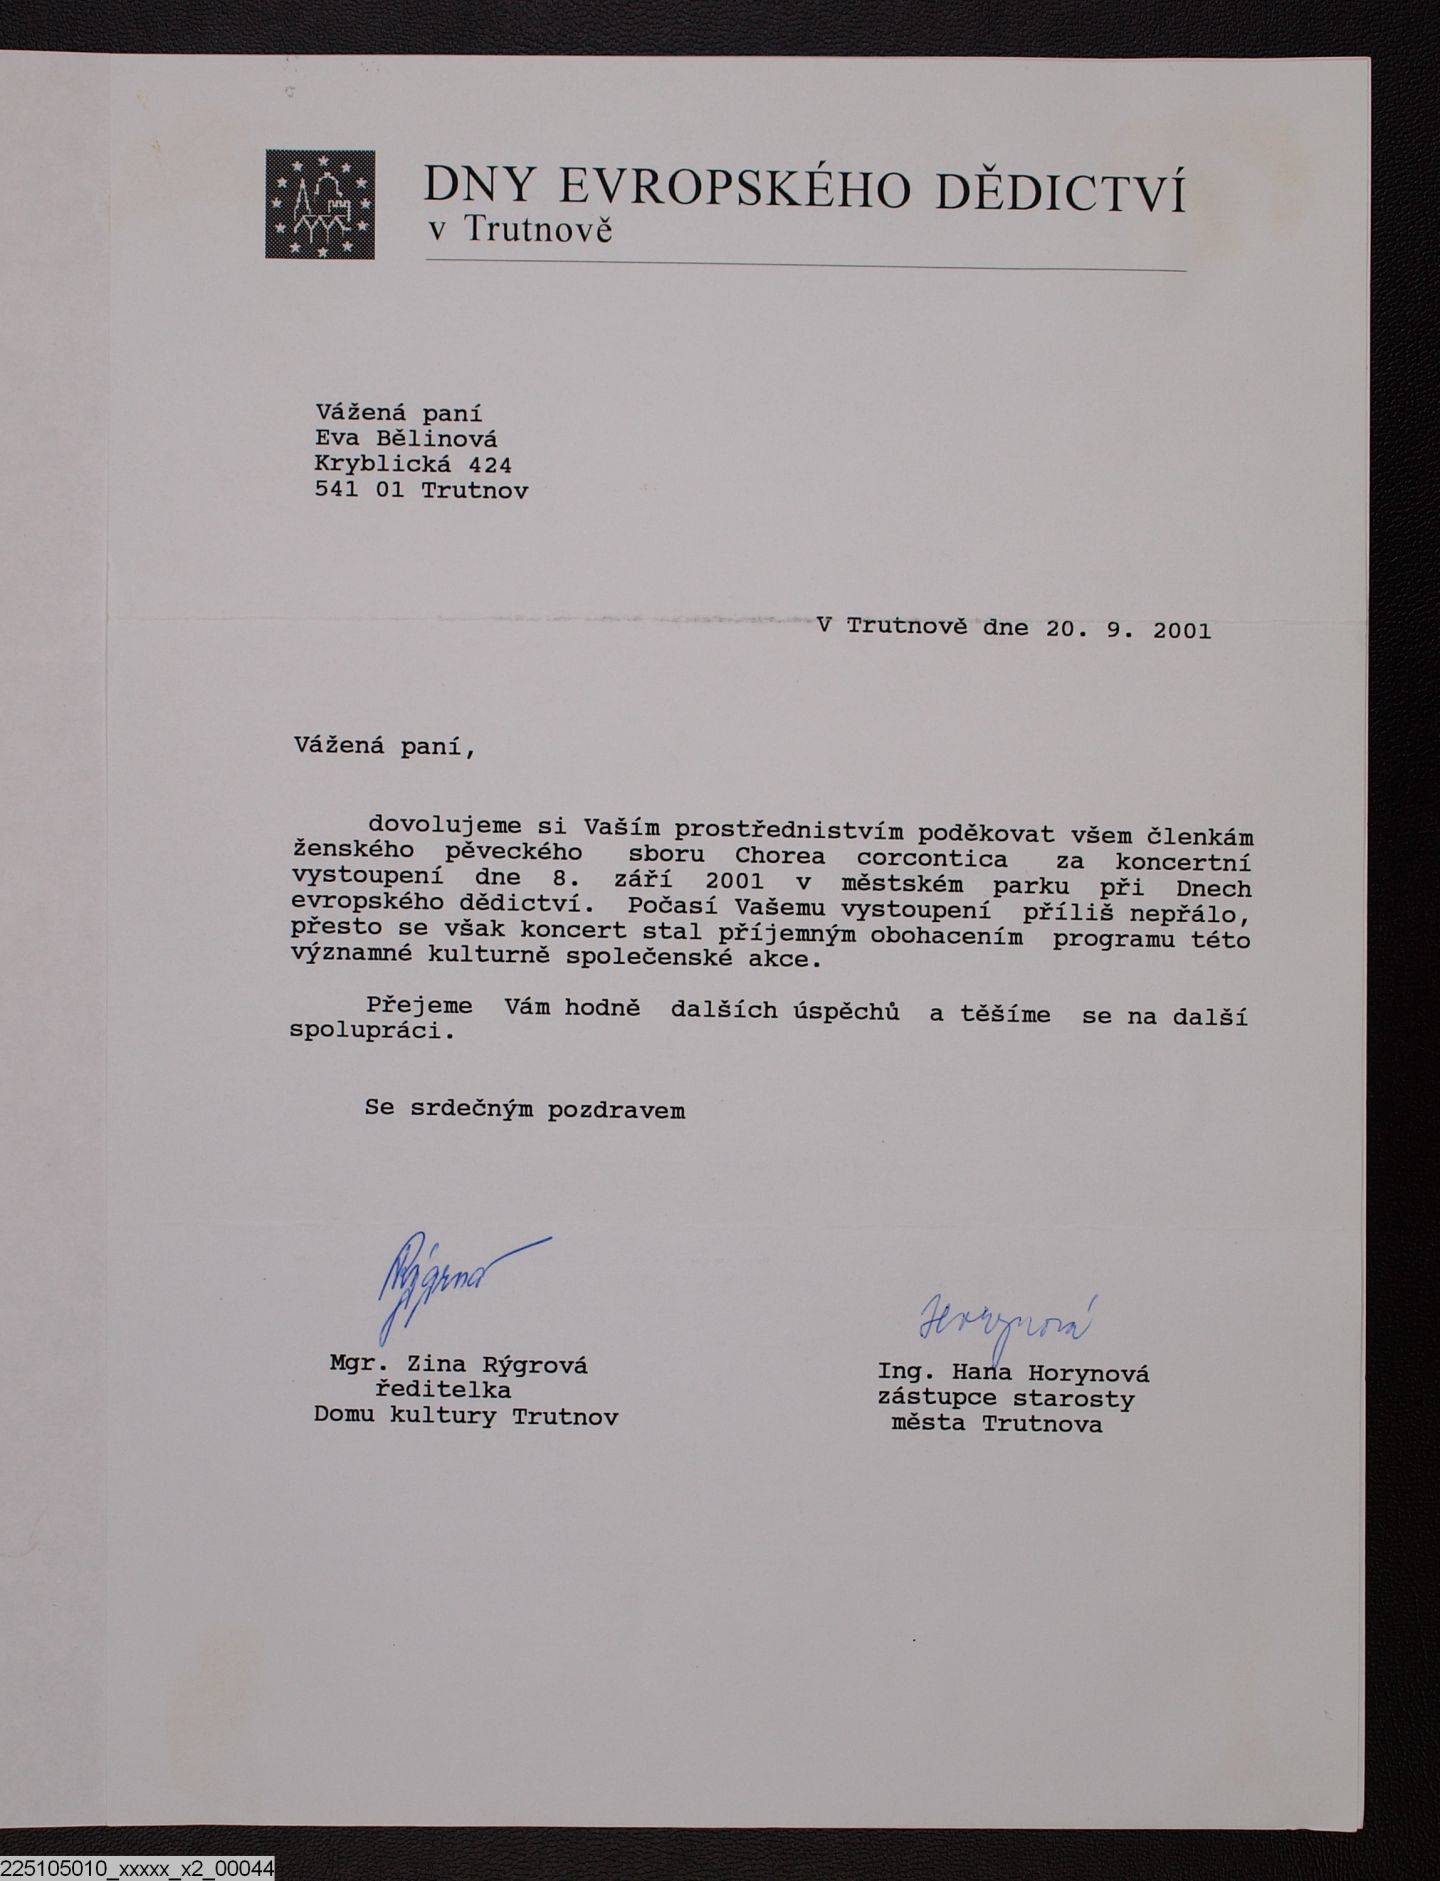 DNY EVROPSKÉHO DĚDICTVÍ
v Trutnově
Vážená paní
Eva Bělinová
Kryblická 424
541 01 Trutnov
V Trutnově dne 20. 9. 2001
Vážená paní,
dovolujeme si Vaším prostřednistvím poděkovat všem členkám
ženského pěveckého sboru Chorea corcontica za koncertní
vystoupení dne 8. září 2001 v městském parku při Dnech
evropského dědictví. Počasí Vašemu vystoupení příliš nepřálo,
přesto se však koncert stal příjemným obohacením programu této
významné kulturně společenské akce.
Přejeme Vám hodně dalších úspěchů a těšíme se na další
spolupráci.
Se srdečným pozdravem
Rýgrová
Horynová
Mgr. Zina Rýgrová
ředitelka
Domu kultury Trutnov
Ing. Hana Horynová
zástupce starosty
města Trutnova
225105010_xxxxx_x2_00044